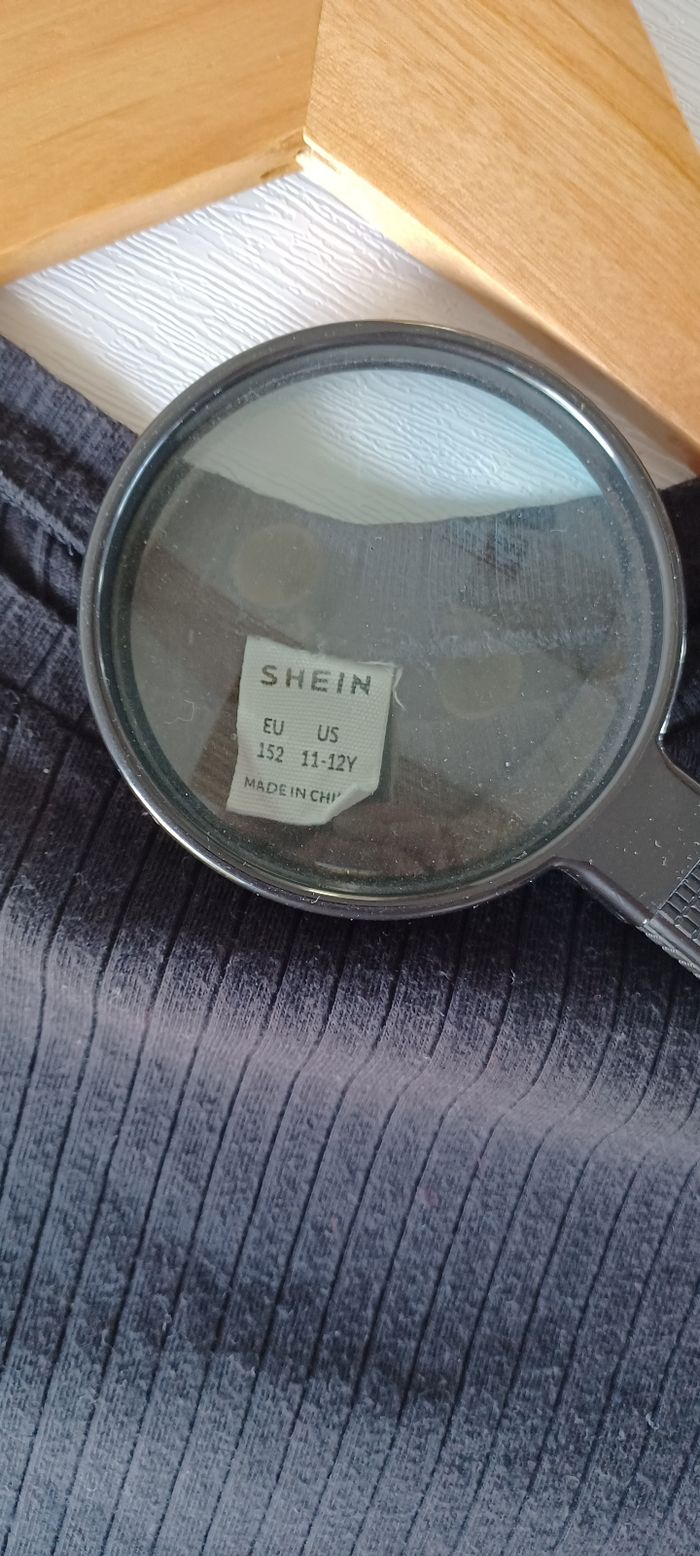 SHEIN
EU US
152 11-12Y
MADE IN